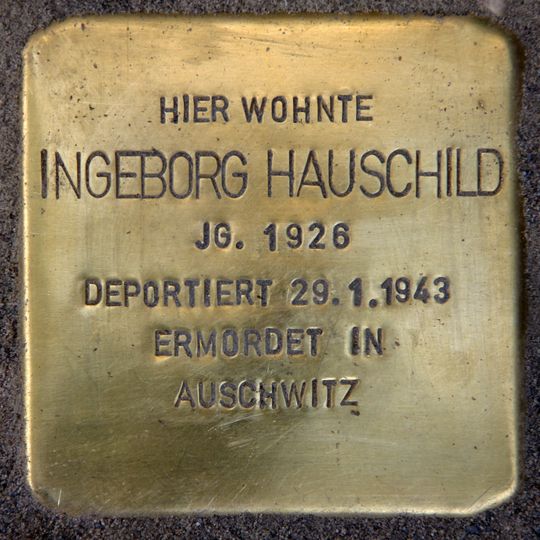 HIER WOHNTE
INGEBORG HAUSCHILD
JG. 1926
DEPORTIERT 29.1.1943
ERMORDET IN
AUSCHWITZ